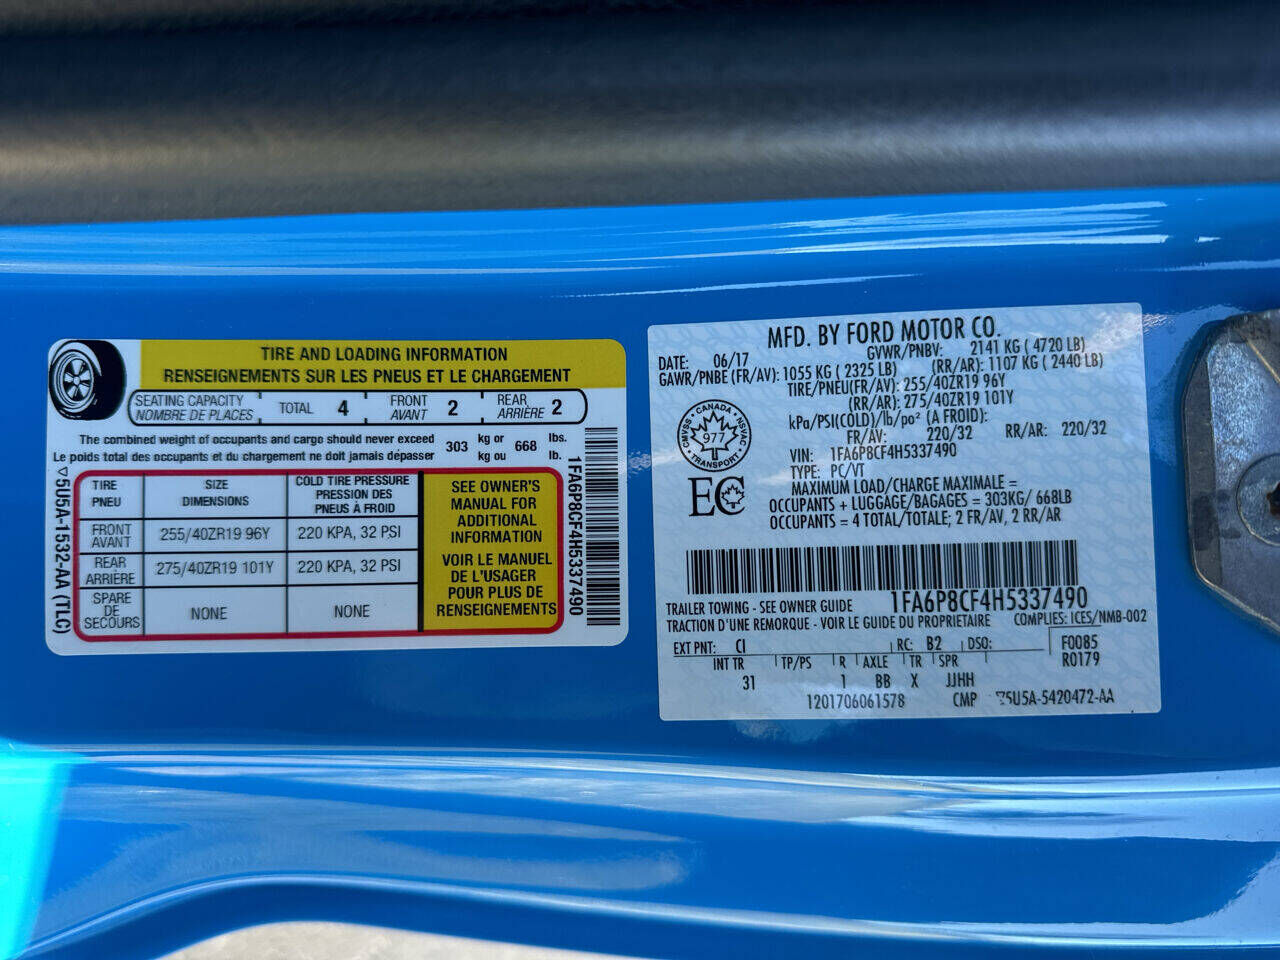 TIRE AND LOADING INFORMATION
RENSEIGNEMENTS SUR LES PNEUS ET LE CHARGEMENT
SEATING CAPACITY
NOMBRE DE PLACES
TOTAL 4
FRONT
AVANT 2
REAR
ARRIÈRE 2
The combined weight of occupants and cargo should never exceed
Le poids total des occupants et du chargement ne doit jamais dépasser
303 kg or 668 lbs.
kg ou lb.
TIRE
PNEU
SIZE
DIMENSIONS
COLD TIRE PRESSURE
PRESSION DES
PNEUS À FROID
FRONT
AVANT
255/40ZR19 96Y
220 KPA, 32 PSI
REAR
ARRIÈRE
275/40ZR19 101Y
220 KPA, 32 PSI
SPARE
DE
SECOURS
NONE
NONE
SEE OWNER'S
MANUAL FOR
ADDITIONAL
INFORMATION
VOIR LE MANUEL
DE L'USAGER
POUR PLUS DE
RENSEIGNEMENTS
5U5A-1532-AA (TLC)
1FA6P8CF4H5337490
MFD. BY FORD MOTOR CO.
DATE: 06/17 GVWR/PNBV: 2141 KG ( 4720 LB)
GAWR/PNBE (FR/AV): 1055 KG ( 2325 LB) (RR/AR): 1107 KG ( 2440 LB)
TIRE/PNEU(FR/AV): 255/40ZR19 96Y
(RR/AR): 275/40ZR19 101Y
kPa/PSI(COLD)/lb/po² (A FROID):
FR/AV: 220/32 RR/AR: 220/32
VIN: 1FA6P8CF4H5337490
TYPE: PC/VT
MAXIMUM LOAD/CHARGE MAXIMALE =
OCCUPANTS + LUGGAGE/BAGAGES = 303KG/ 668LB
OCCUPANTS = 4 TOTAL/TOTALE; 2 FR/AV, 2 RR/AR
CANADA
CMVSS
NSVAC
977
TRANSPORT
EC
1FA6P8CF4H5337490
TRAILER TOWING - SEE OWNER GUIDE
TRACTION D'UNE REMORQUE - VOIR LE GUIDE DU PROPRIETAIRE
COMPLIES: ICES/NMB-002
EXT PNT: CI RC: B2 DSO: F0085
R0179
INT TR TP/PS R AXLE TR SPR
31 1 BB X JJHH
1201706061578 CMP 5U5A-5420472-AA